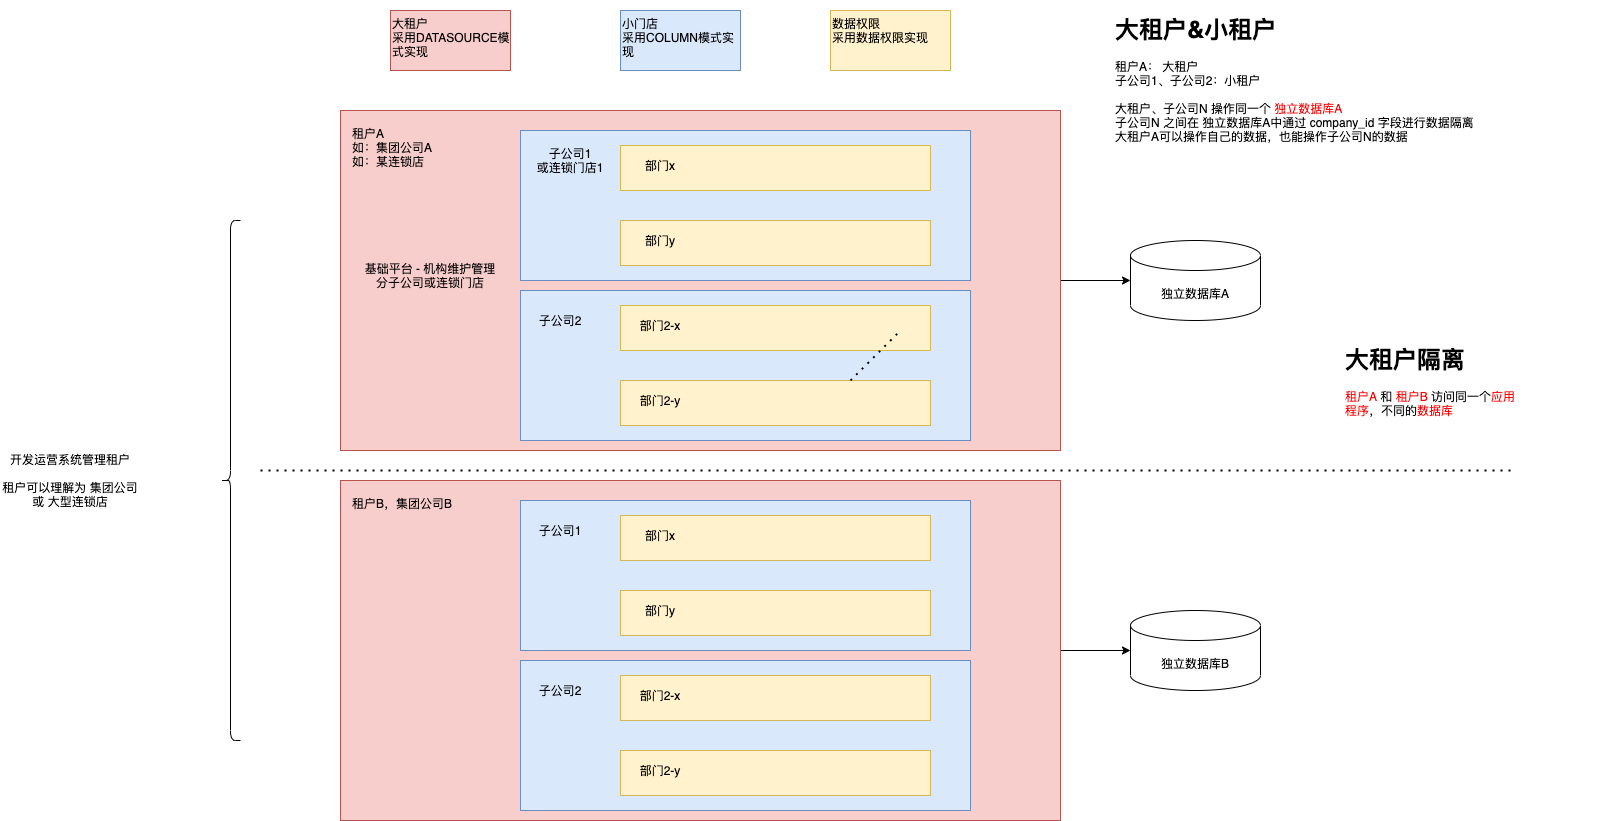 大租户
采用DATASOURCE模
式实现
小门店
采用COLUMN模式实
现
数据权限
采用数据权限实现
大租户&小租户
租户A： 大租户
子公司1、子公司2：小租户
大租户、子公司N 操作同一个 独立数据库A
子公司N 之间在 独立数据库A中通过 company_id 字段进行数据隔离
大租户A可以操作自己的数据，也能操作子公司N的数据
租户A
如：集团公司A
如：某连锁店
子公司1
或连锁门店1
部门x
部门y
基础平台 - 机构维护管理
分子公司或连锁门店
子公司2
部门2-x
部门2-y
独立数据库A
大租户隔离
租户A 和 租户B 访问同一个应用
程序，不同的数据库
开发运营系统管理租户
租户可以理解为 集团公司
或 大型连锁店
租户B，集团公司B
子公司1
部门x
部门y
子公司2
部门2-x
部门2-y
独立数据库B